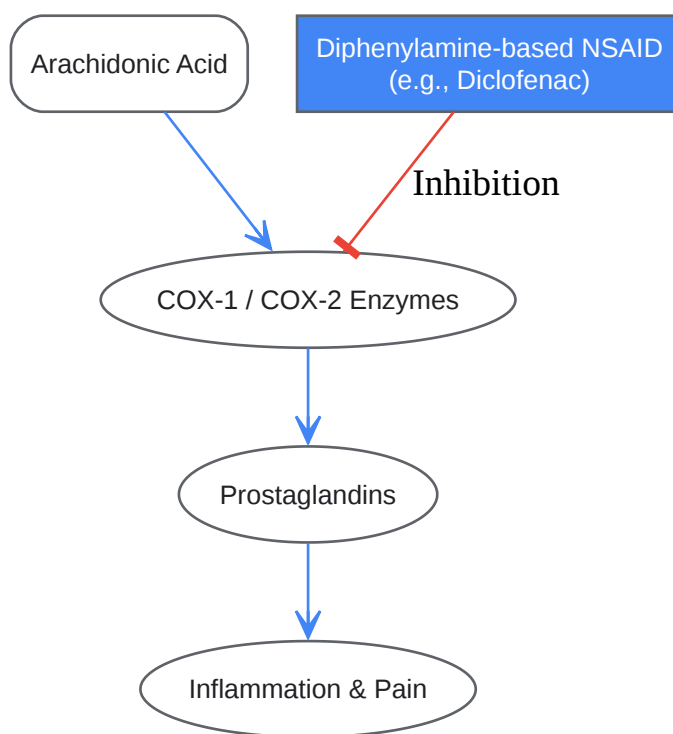 Arachidonic Acid
Diphenylamine-based NSAID
(e.g., Diclofenac)
Inhibition
COX-1 / COX-2 Enzymes
Prostaglandins
Inflammation & Pain